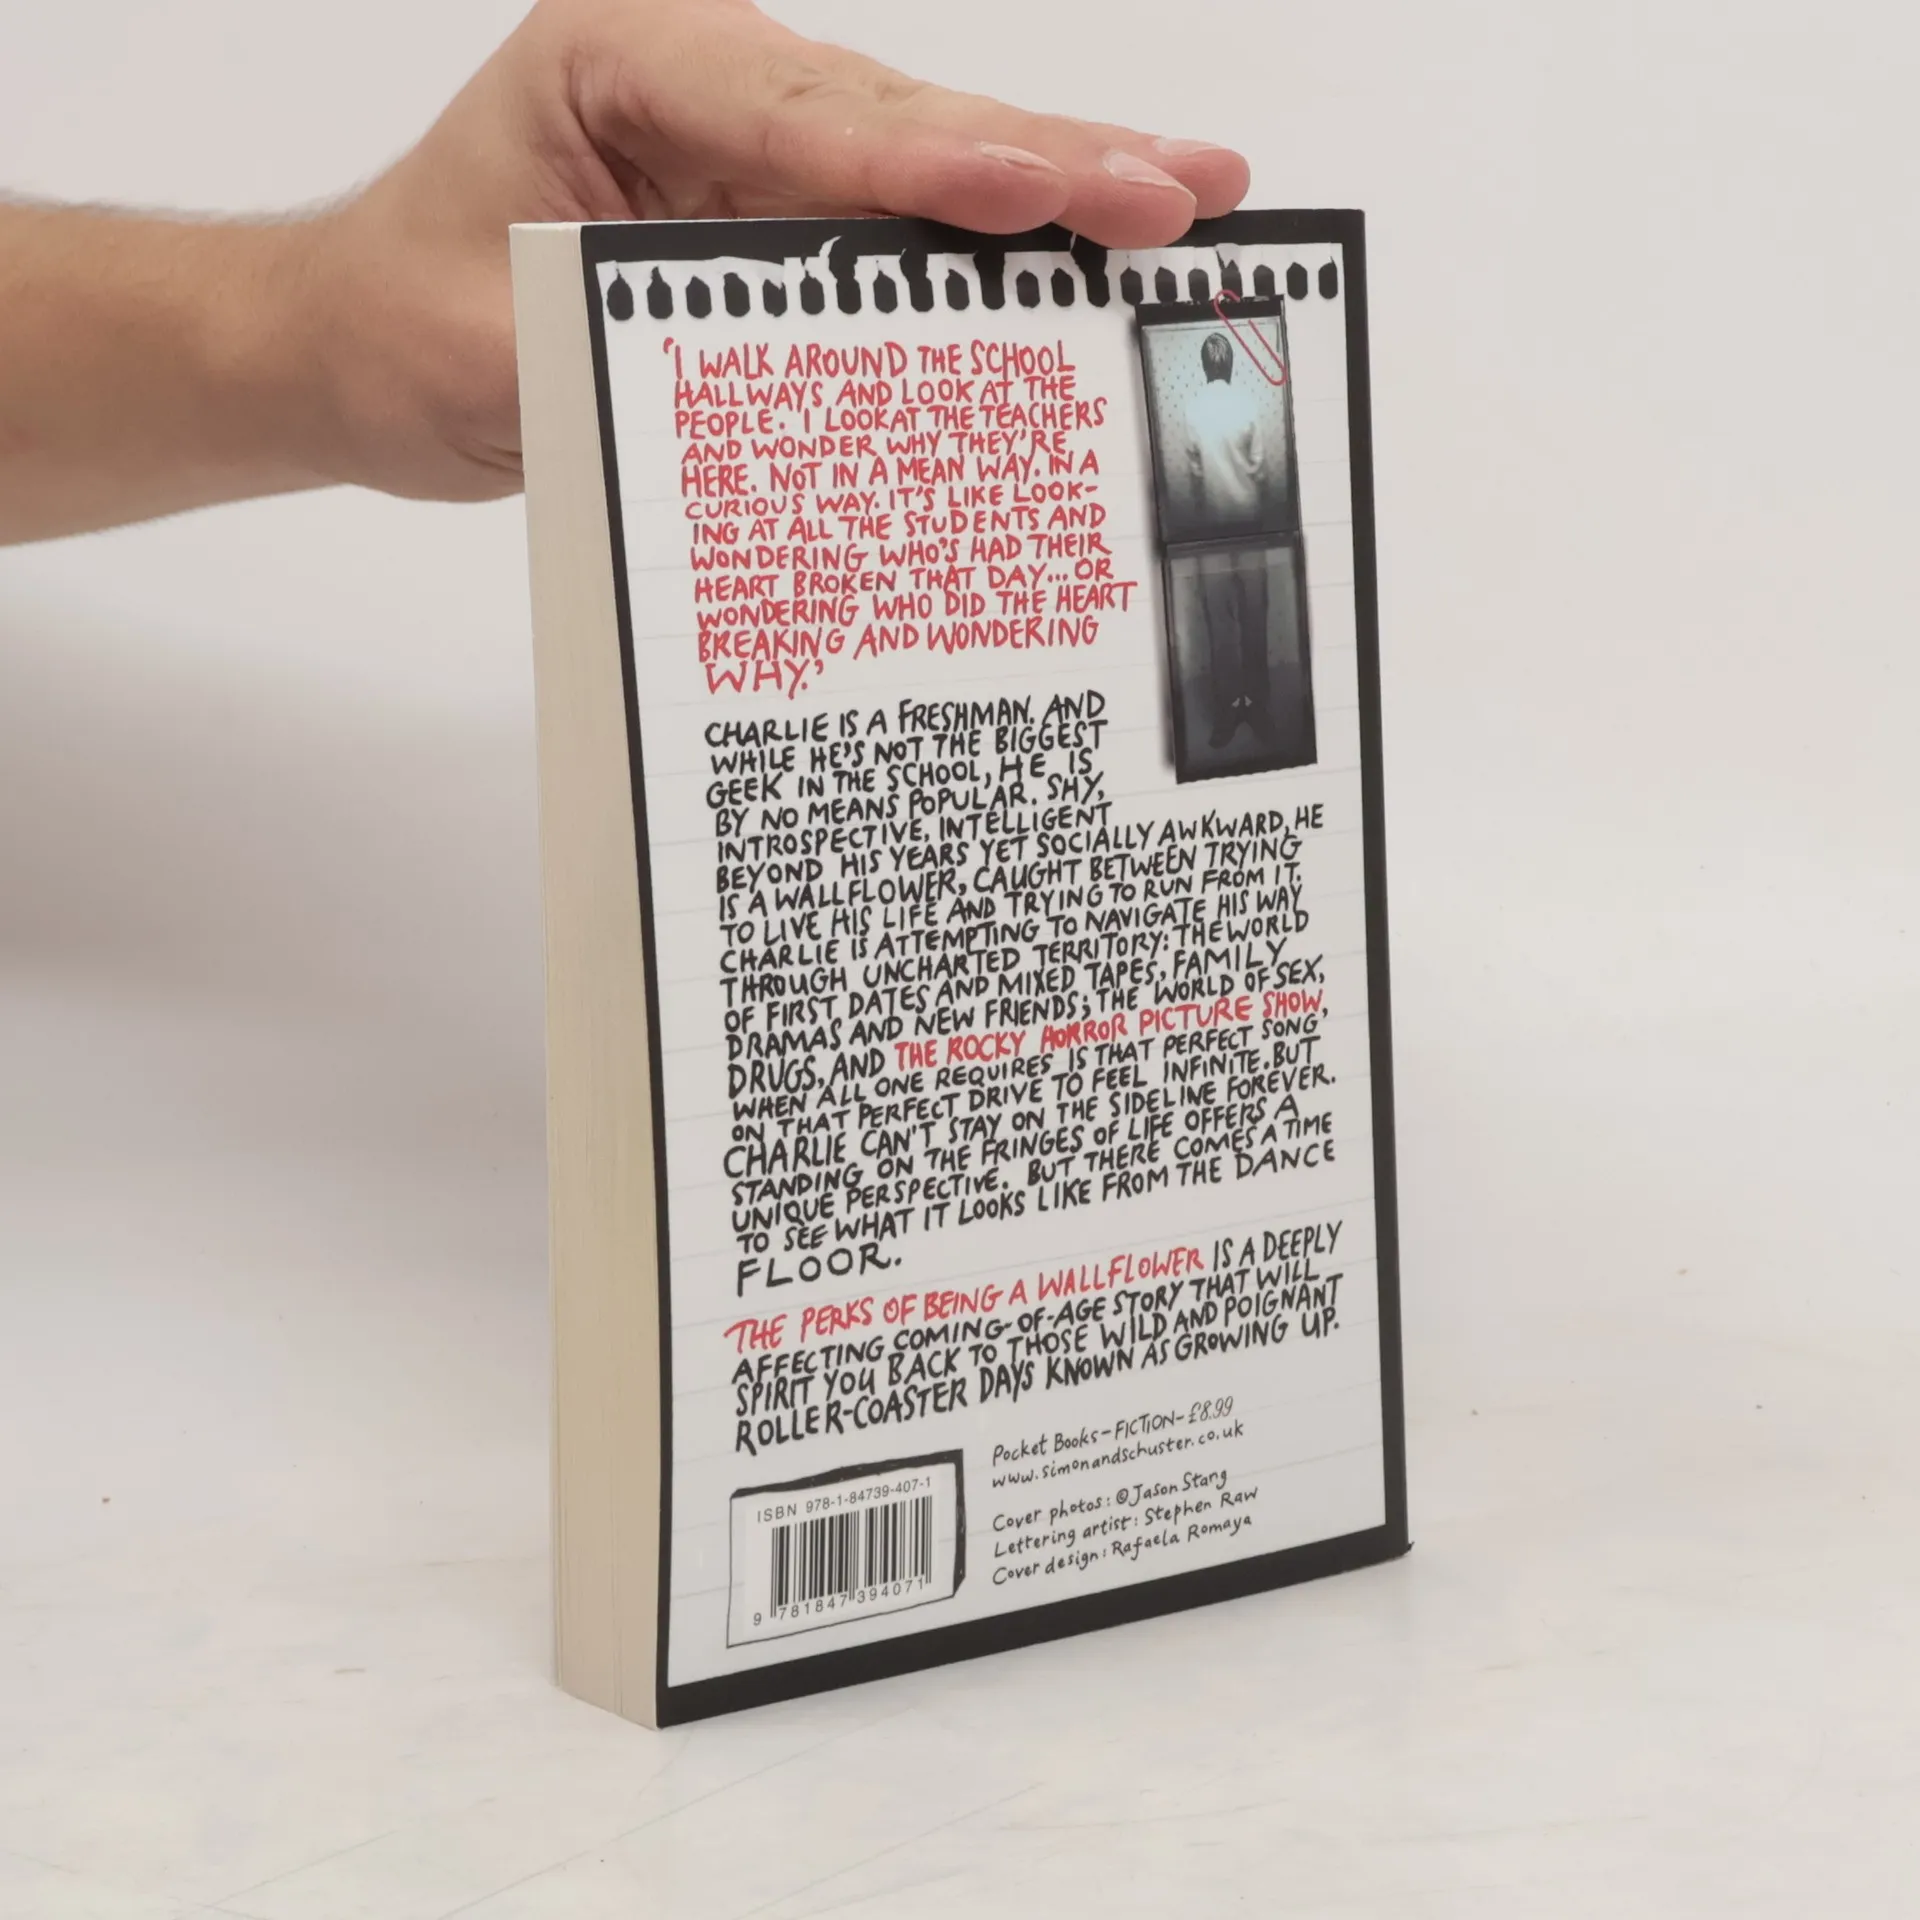 'I WALK AROUND THE SCHOOL
HALLWAYS AND LOOK AT THE
PEOPLE. I LOOK AT THE TEACHERS
AND WONDER WHY THEY'RE
HERE. NOT IN A MEAN WAY. IN A
CURIOUS WAY. IT'S LIKE LOOK-
ING AT ALL THE STUDENTS AND
WONDERING WHO'S HAD THEIR
HEART BROKEN THAT DAY... OR
WONDERING WHO DID THE HEART
BREAKING AND WONDERING
WHY.'
CHARLIE IS A FRESHMAN. AND
WHILE HE'S NOT THE BIGGEST
GEEK IN THE SCHOOL, HE IS
BY NO MEANS POPULAR. SHY,
INTROSPECTIVE, INTELLIGENT
BEYOND HIS YEARS YET SOCIALLY AWKWARD, HE
IS A WALLFLOWER, CAUGHT BETWEEN TRYING
TO LIVE HIS LIFE AND TRYING TO RUN FROM IT.
CHARLIE IS ATTEMPTING TO NAVIGATE HIS WAY
THROUGH UNCHARTED TERRITORY: THE WORLD
OF FIRST DATES AND MIXED TAPES, FAMILY
DRAMAS AND NEW FRIENDS; THE WORLD OF SEX,
DRUGS, AND THE ROCKY HORROR PICTURE SHOW,
WHEN ALL ONE REQUIRES IS THAT PERFECT SONG,
ON THAT PERFECT DRIVE TO FEEL INFINITE. BUT
CHARLIE CAN'T STAY ON THE SIDELINE FOREVER.
STANDING ON THE FRINGES OF LIFE OFFERS A
UNIQUE PERSPECTIVE. BUT THERE COMES A TIME
TO SEE WHAT IT LOOKS LIKE FROM THE DANCE
FLOOR.
THE PERKS OF BEING A WALLFLOWER IS A DEEPLY
AFFECTING COMING-OF-AGE STORY THAT WILL
SPIRIT YOU BACK TO THOSE WILD AND POIGNANT
ROLLER-COASTER DAYS KNOWN AS GROWING UP.
Pocket Books-FICTION-£8.99
www.simonandschuster.co.uk
Cover photos: ©Jason Stang
Lettering artist: Stephen Raw
Cover design: Rafaela Romaya
ISBN 978-1-84739-407-1
9 781847 394071